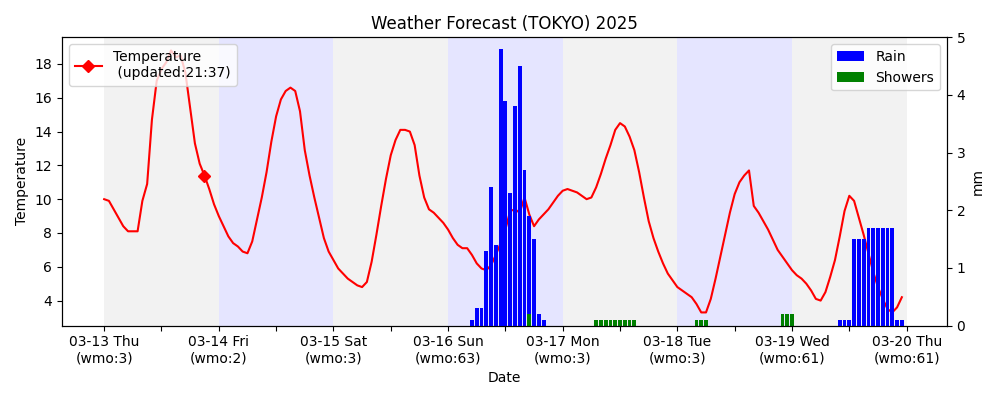 Weather Forecast (TOKYO) 2025
Temperature
(updated:21:37)
Rain
Showers
Temperature
18
16
14
12
10
8
6
4
mm
5
4
3
2
1
0
03-13 Thu
(wmo:3)
03-14 Fri
(wmo:2)
03-15 Sat
(wmo:3)
03-16 Sun
(wmo:63)
03-17 Mon
(wmo:3)
03-18 Tue
(wmo:3)
03-19 Wed
(wmo:61)
03-20 Thu
(wmo:61)
Date